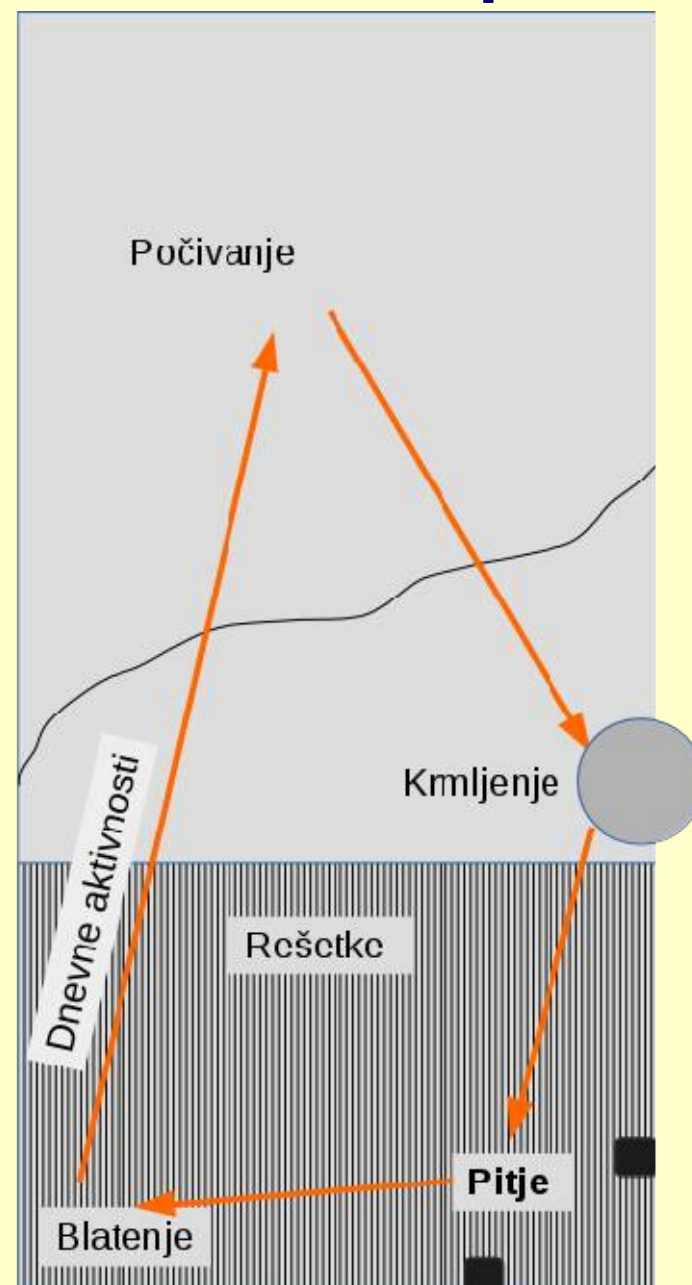 Počivanje
Krmljenje
Dnevne aktivnosti
Rešetke
Pitje
Blatenje